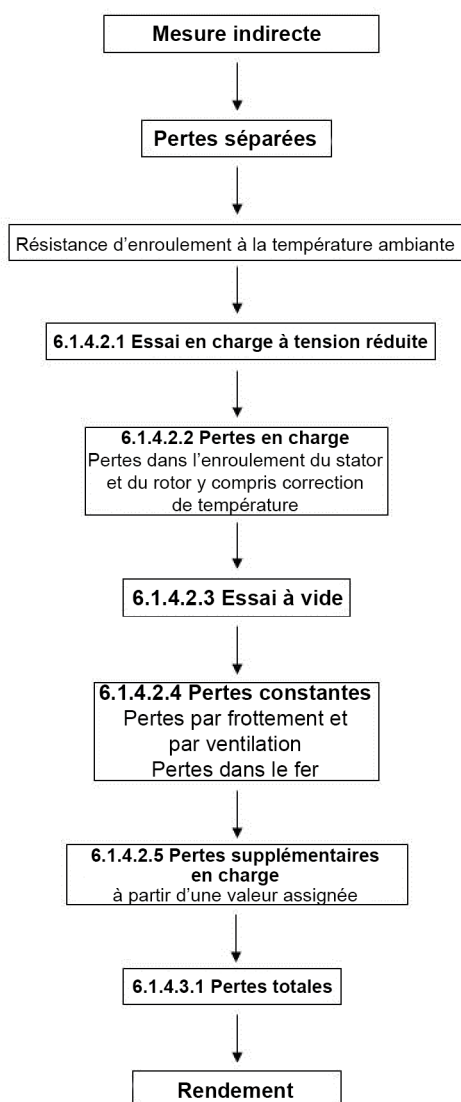 Mesure indirecte
Pertes séparées
Résistance d'enroulement à la température ambiante
6.1.4.2.1 Essai en charge à tension réduite
6.1.4.2.2 Pertes en charge
Pertes dans l'enroulement du stator
et du rotor y compris correction
de température
6.1.4.2.3 Essai à vide
6.1.4.2.4 Pertes constantes
Pertes par frottement et
par ventilation
Pertes dans le fer
6.1.4.2.5 Pertes supplémentaires
en charge
à partir d'une valeur assignée
6.1.4.3.1 Pertes totales
Rendement